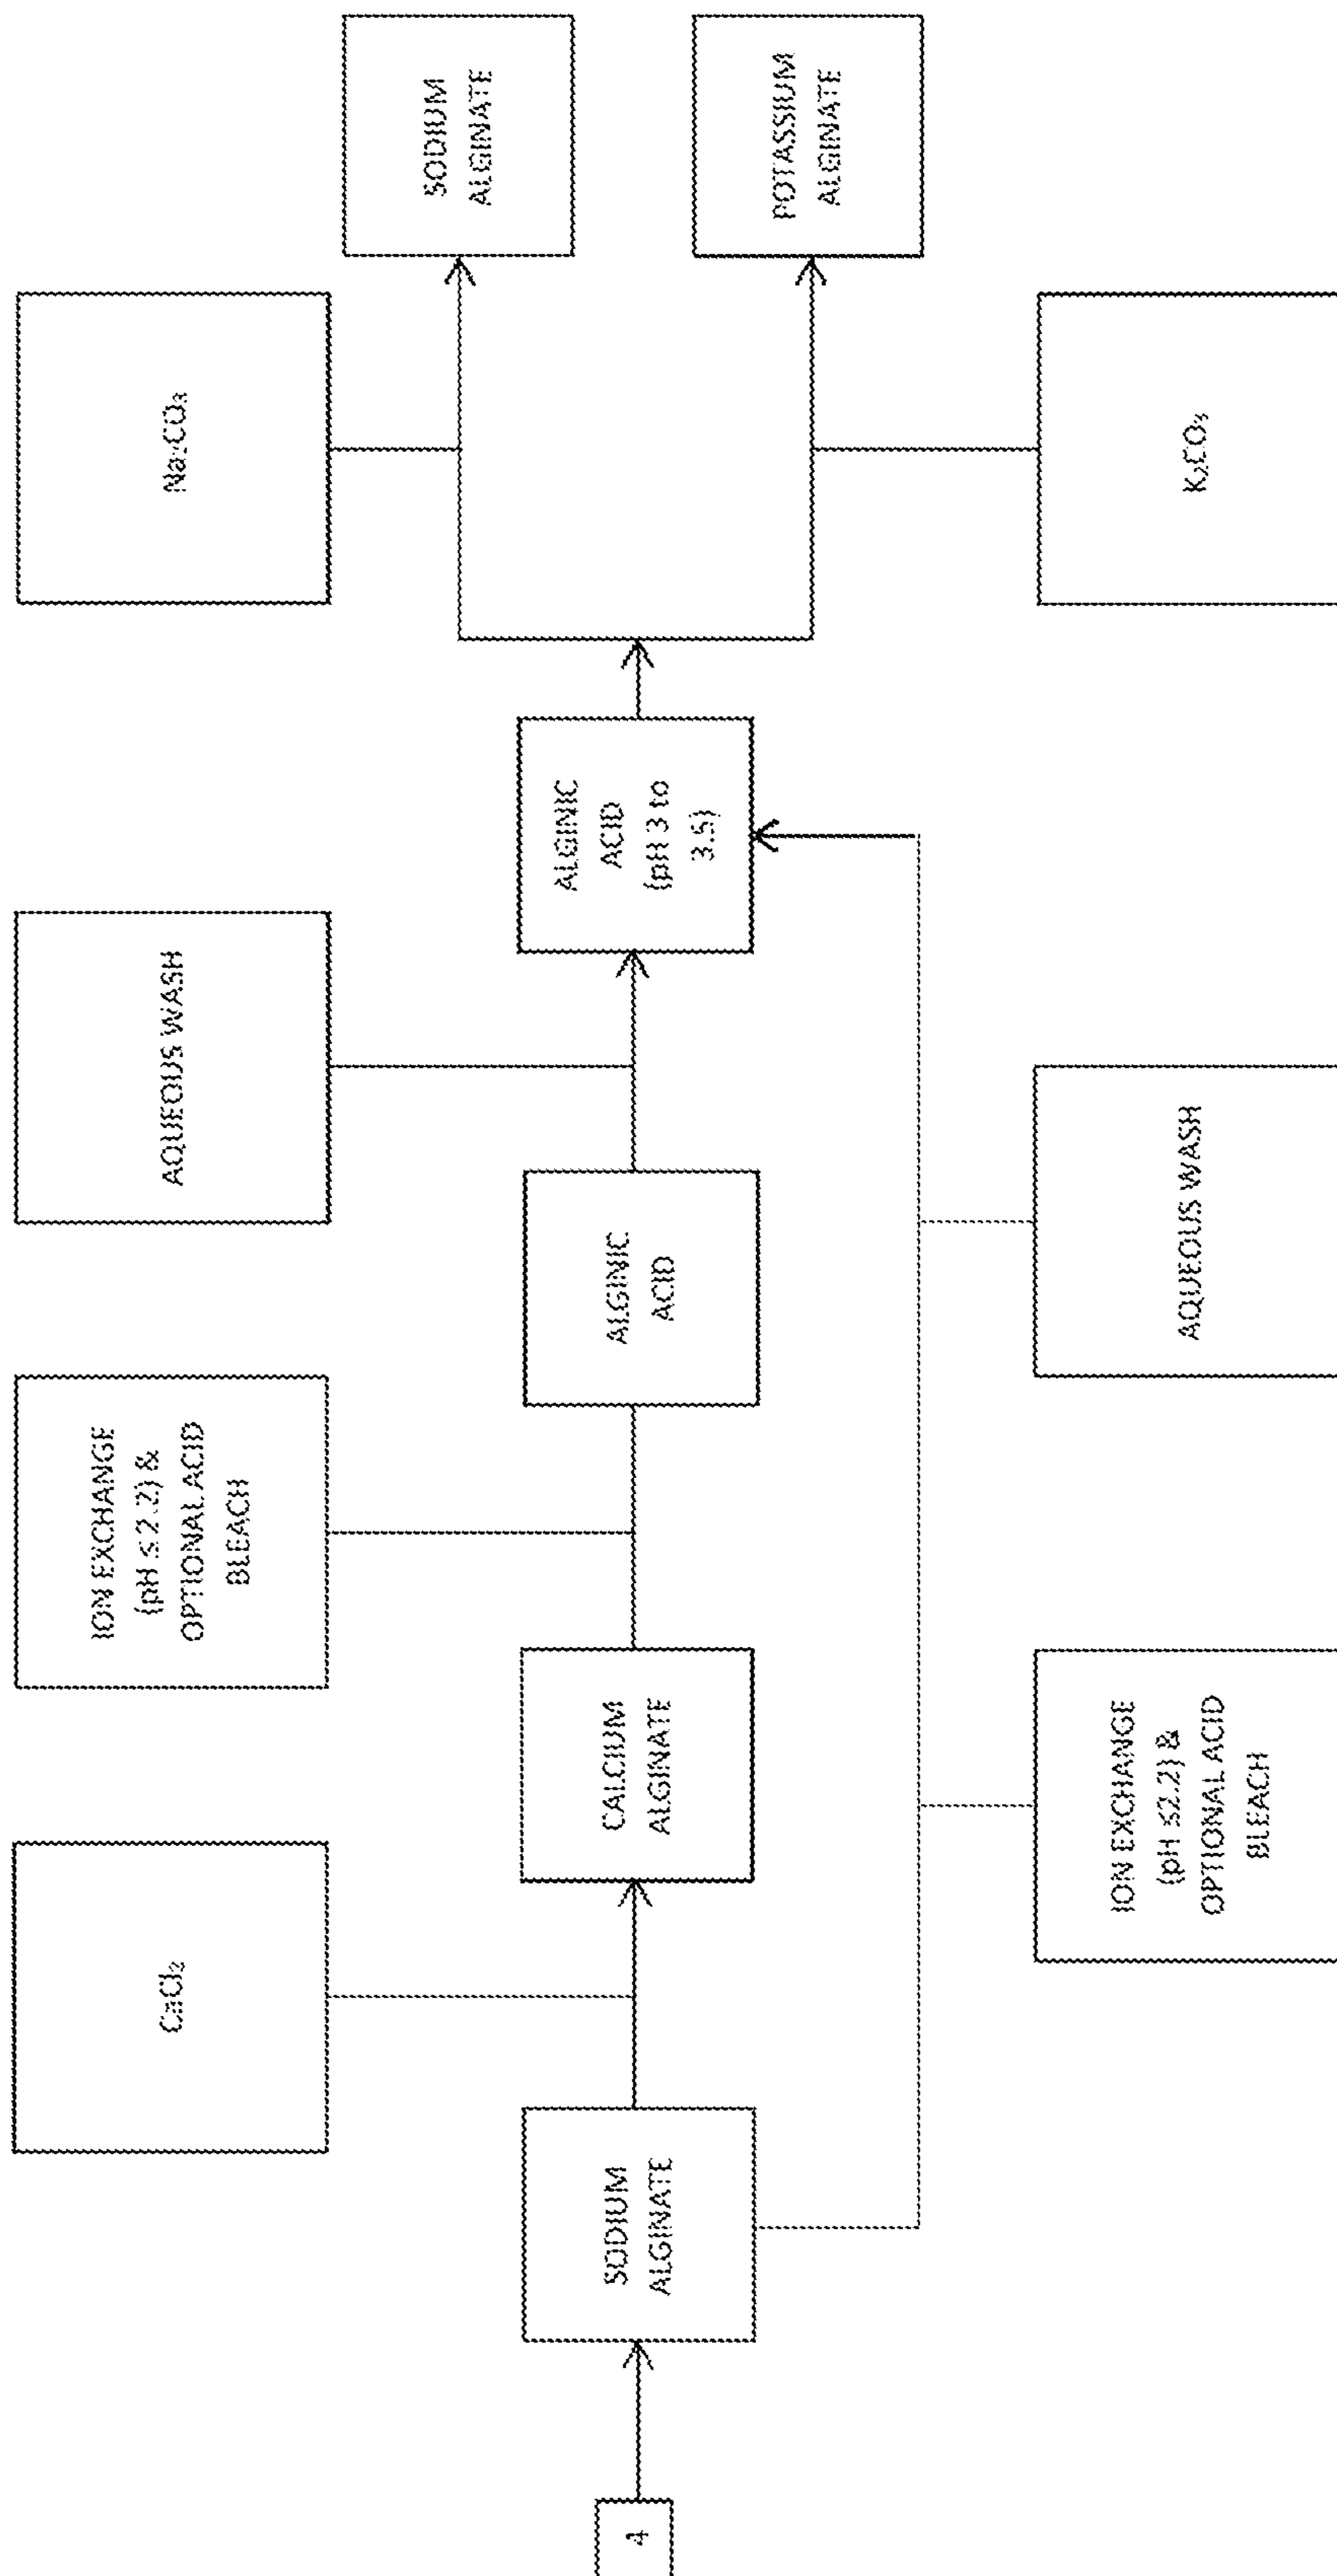 4
SODIUM
ALGINATE
CaCl₂
CALCIUM
ALGINATE
ION EXCHANGE
(pH ≤ 2.2) &
OPTIONAL ACID
BLEACH
ALGINIC
ACID
AQUEOUS WASH
ALGINIC
ACID
(pH 3 to
3.5)
Na₂CO₃
SODIUM
ALGINATE
POTASSIUM
ALGINATE
ION EXCHANGE
(pH ≤2.2) &
OPTIONAL ACID
BLEACH
AQUEOUS WASH
K₂CO₃